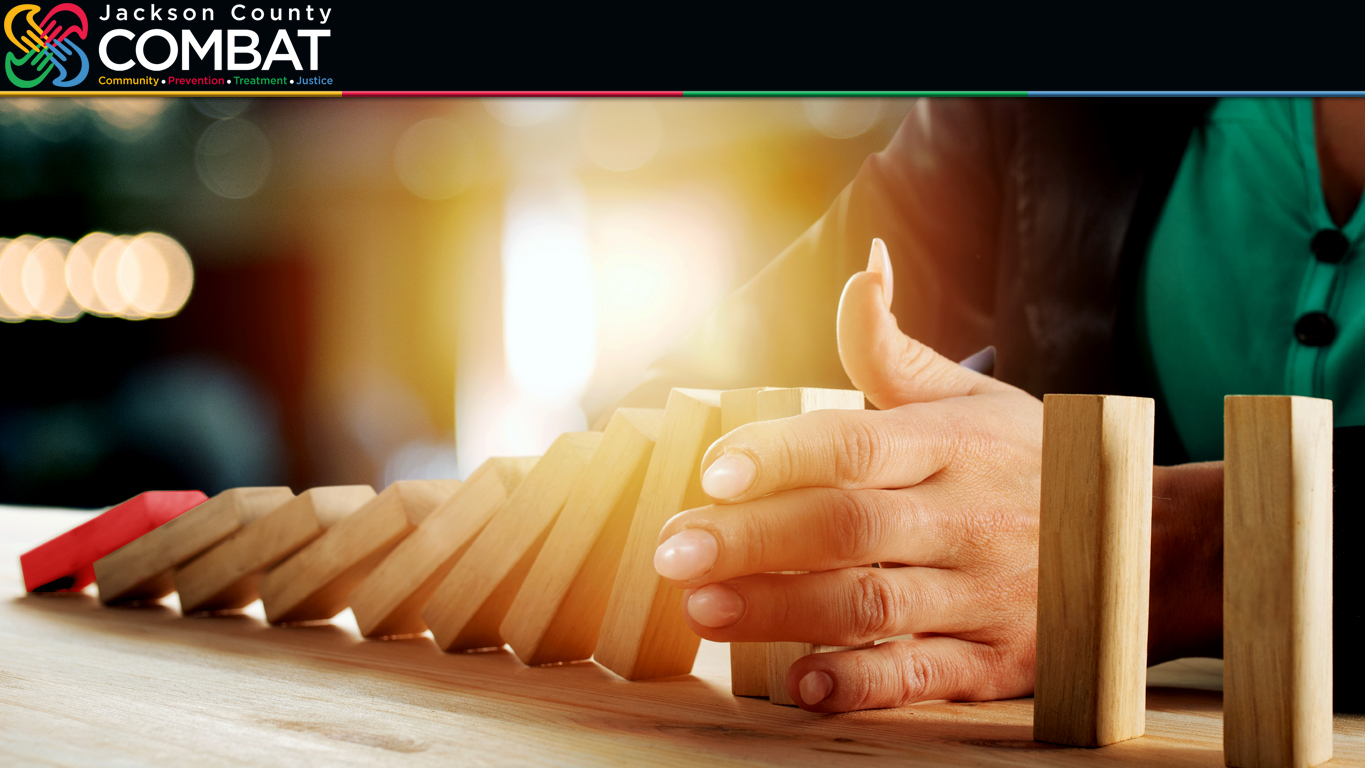 Jackson County
COMBAT
Community • Prevention • Treatment • Justice